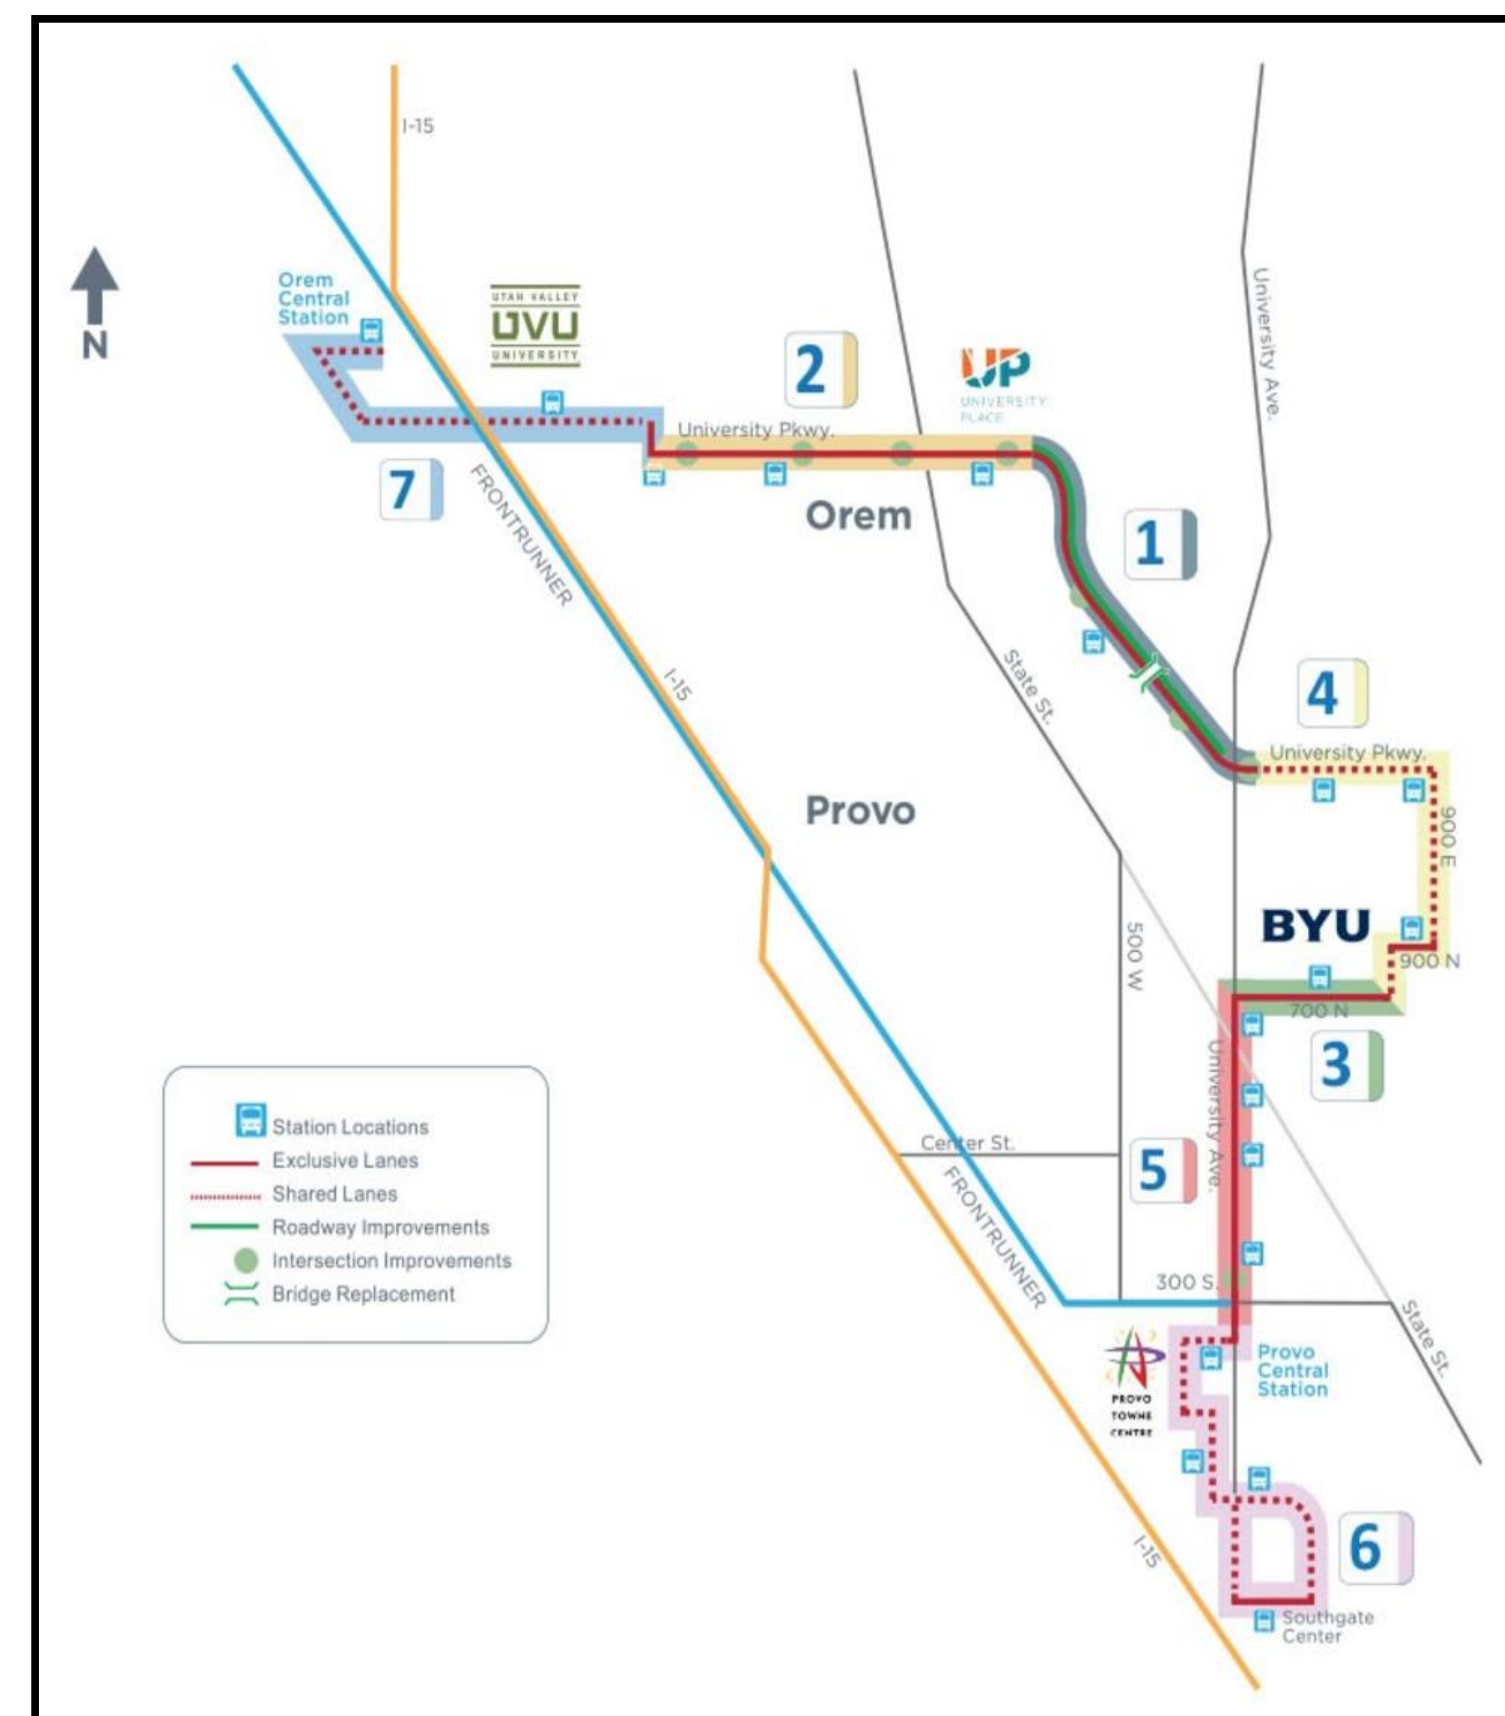 I-15
N
Orem
Central
Station
UTAH VALLEY
UVU
UNIVERSITY
2
UP
UNIVERSITY
PLACE
University Ave.
University Pkwy.
7
FRONTRUNNER
Orem
1
I-15
State St.
4
University Pkwy.
Provo
900 E
BYU
500 W
900 N
700 N
3
University Ave.
Station Locations
Exclusive Lanes
Shared Lanes
Roadway Improvements
Intersection Improvements
Bridge Replacement
Center St.
5
FRONTRUNNER
300 S.
State St.
PROVO
TOWNE
CENTRE
Provo
Central
Station
I-15
6
Southgate
Center